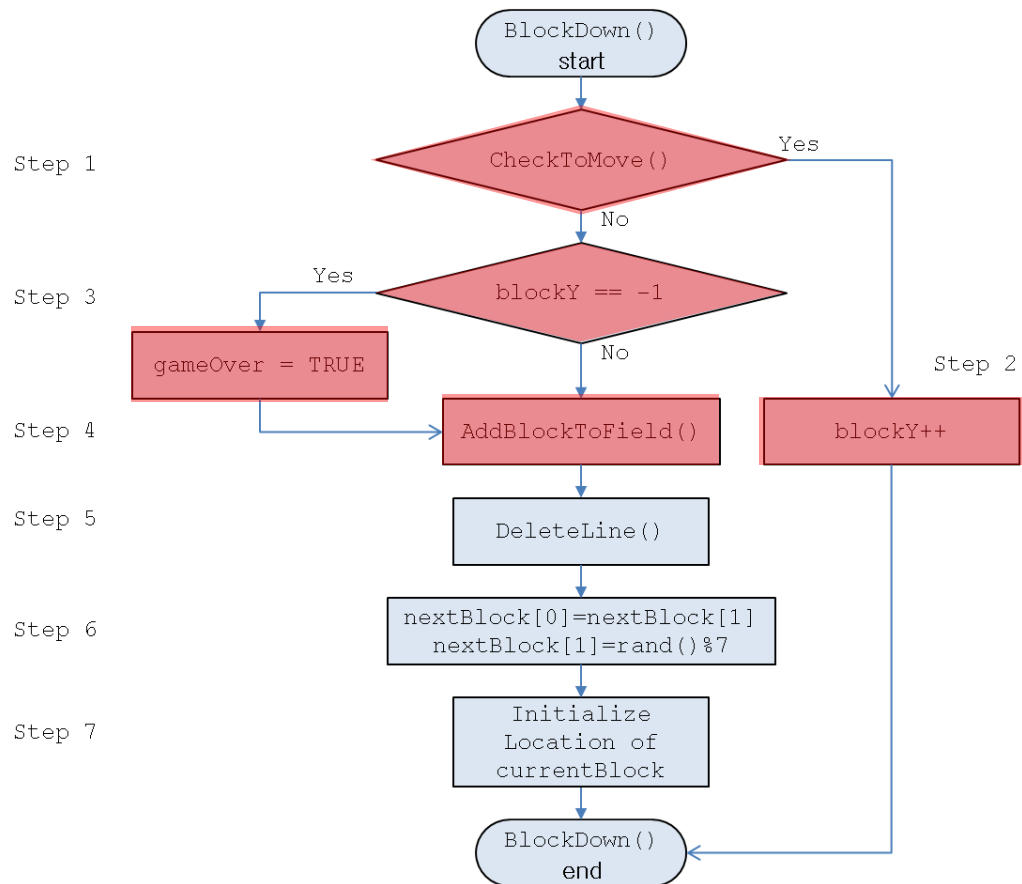 BlockDown()
start
Step 1
CheckToMove()
Yes
No
Step 3
Yes
blockY == -1
No
gameOver = TRUE
Step 2
Step 4
AddBlockToField()
blockY++
Step 5
DeleteLine()
Step 6
nextBlock[0]=nextBlock[1]
nextBlock[1]=rand()%7
Step 7
Initialize
Location of
currentBlock
BlockDown()
end